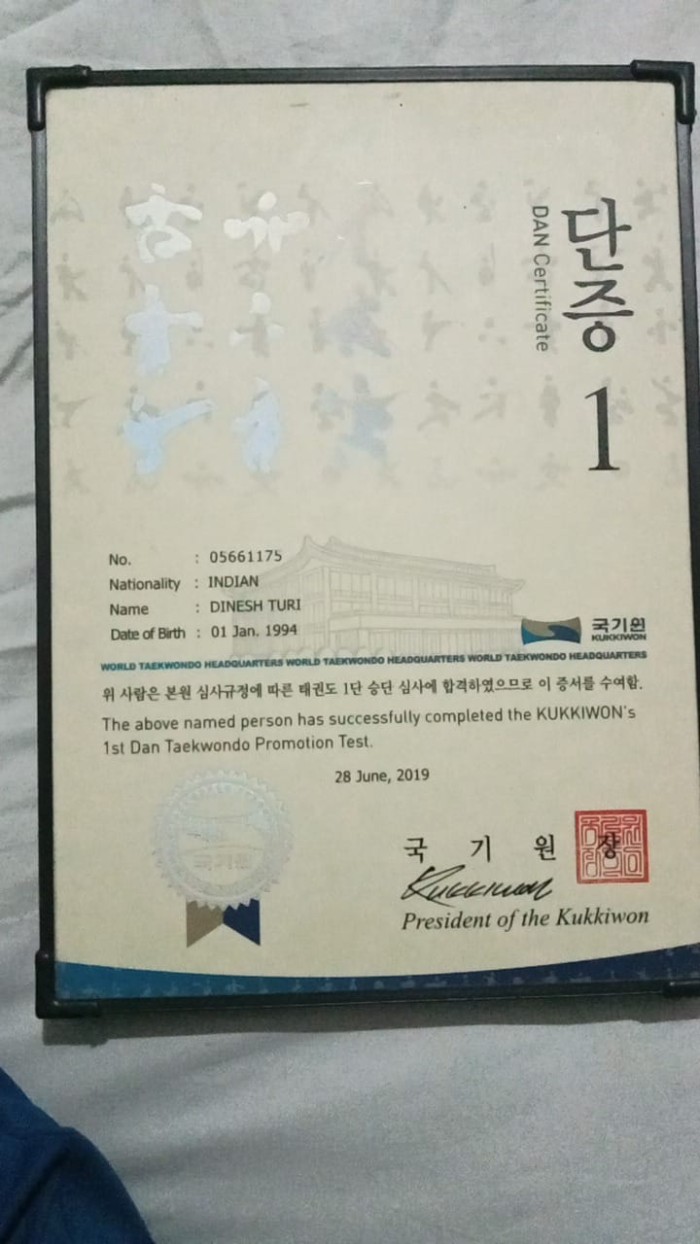 단증 1
DAN Certificate
No. : 05661175
Nationality : INDIAN
Name : DINESH TURI
Date of Birth : 01 Jan. 1994
국기원
KUKKIWON
WORLD TAEKWONDO HEADQUARTERS WORLD TAEKWONDO HEADQUARTERS WORLD TAEKWONDO HEADQUARTERS
위 사람은 본원 심사규정에 따른 태권도 1단 승단 심사에 합격하였으므로 이 증서를 수여함.
The above named person has successfully completed the KUKKIWON's
1st Dan Taekwondo Promotion Test.
28 June, 2019
국기원
국 기 원 장
Kukkiwon
President of the Kukkiwon